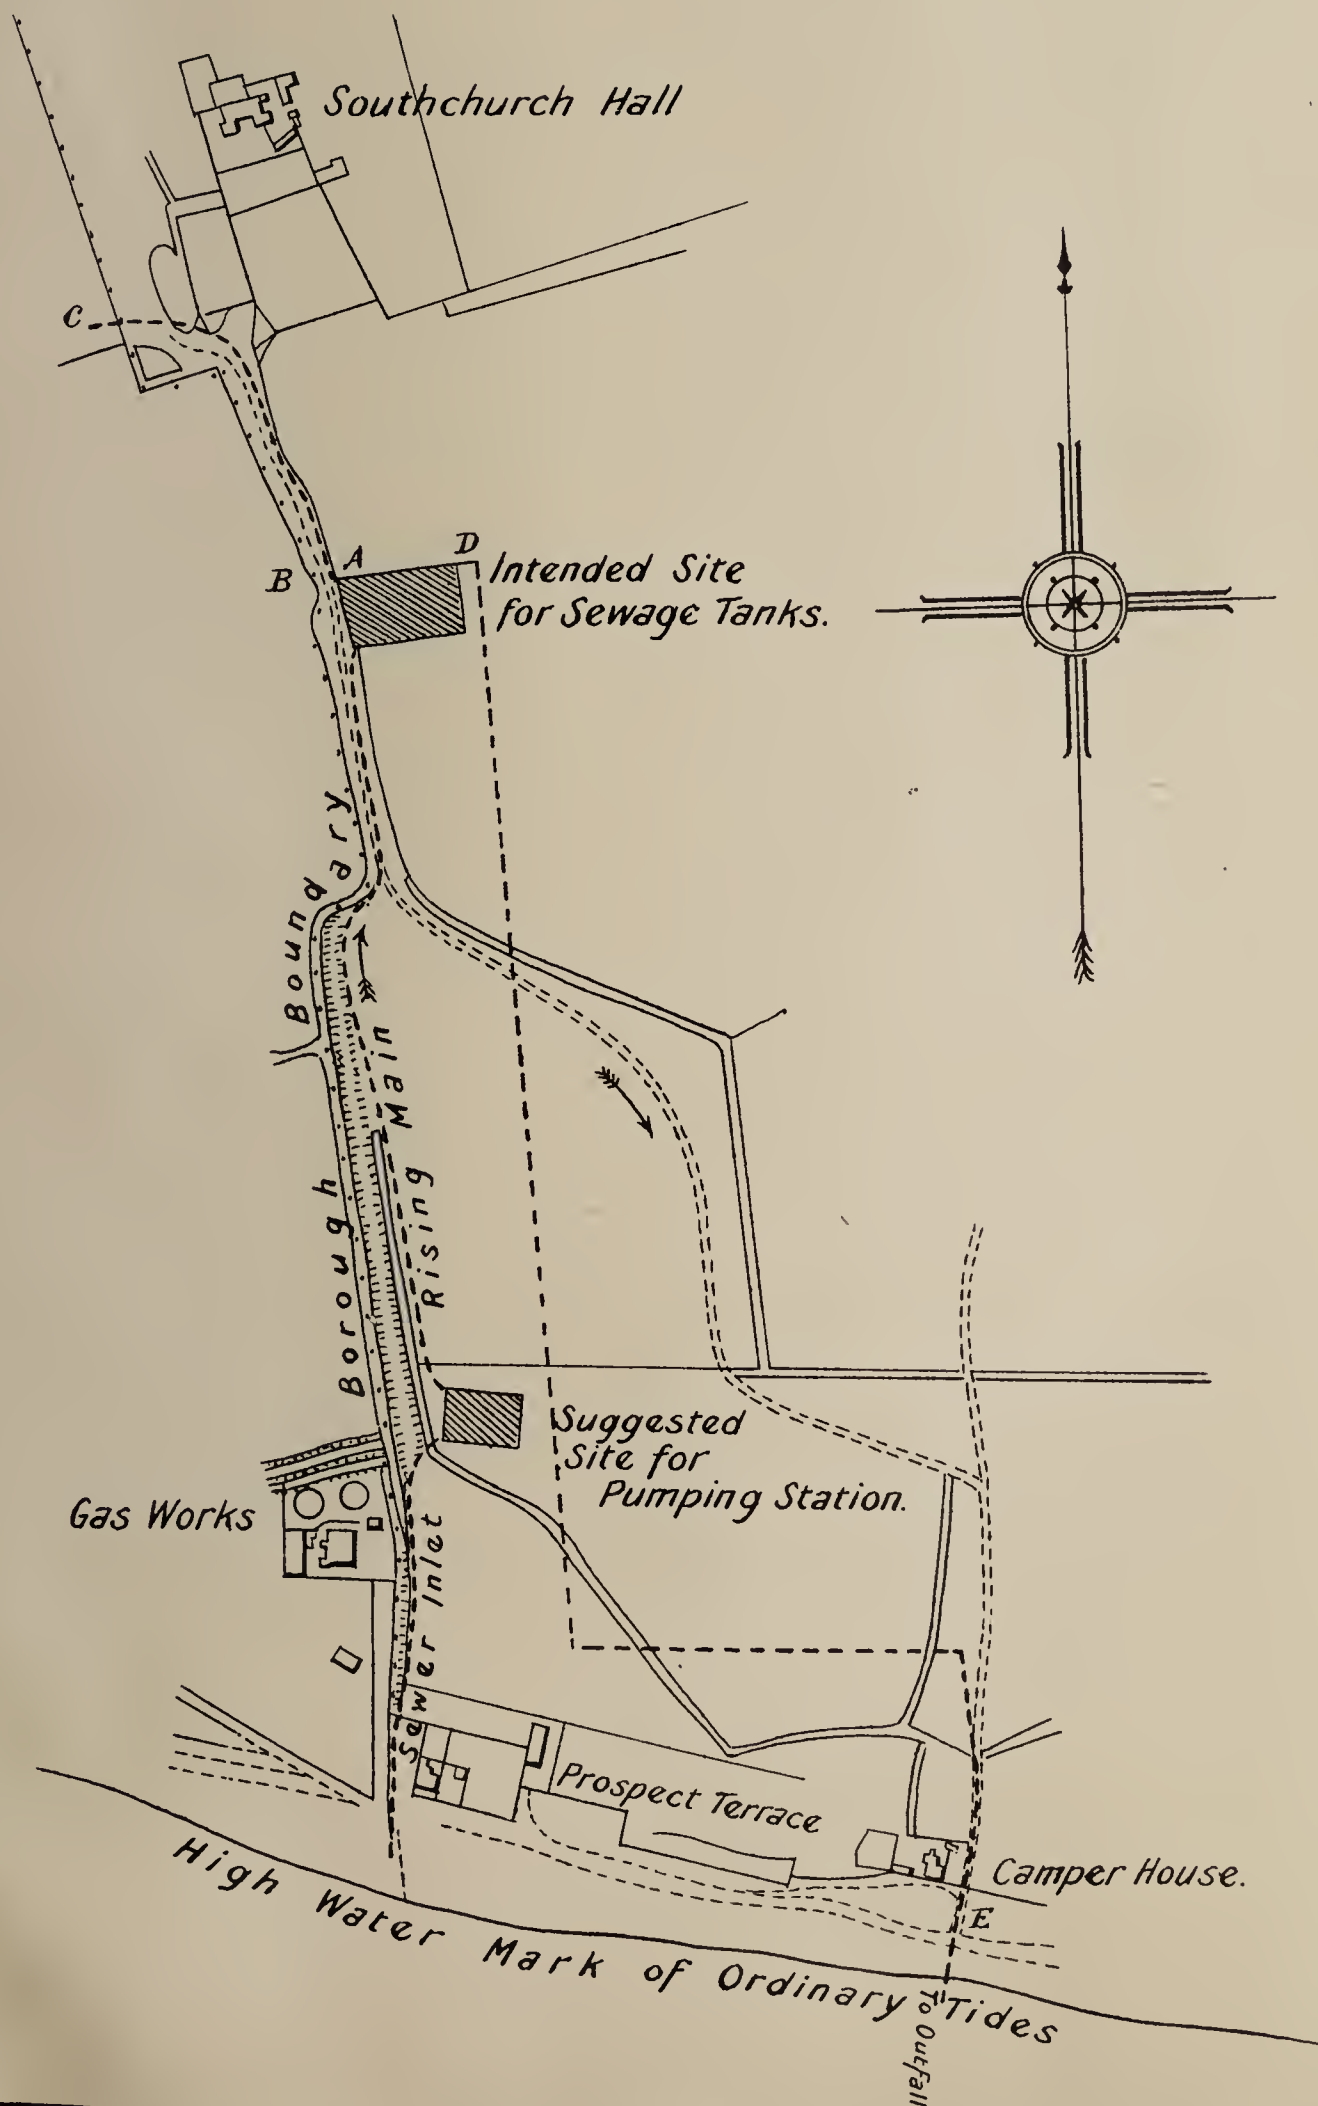 Southchurch Hall
C
A
D
B
Intended Site
for Sewage Tanks.
Borough Boundary
Rising Main
Suggested
Site for
Pumping Station.
Gas Works
Sewer Inlet
Prospect Terrace
Camper House.
E
High Water Mark of Ordinary Tides
To Outfall